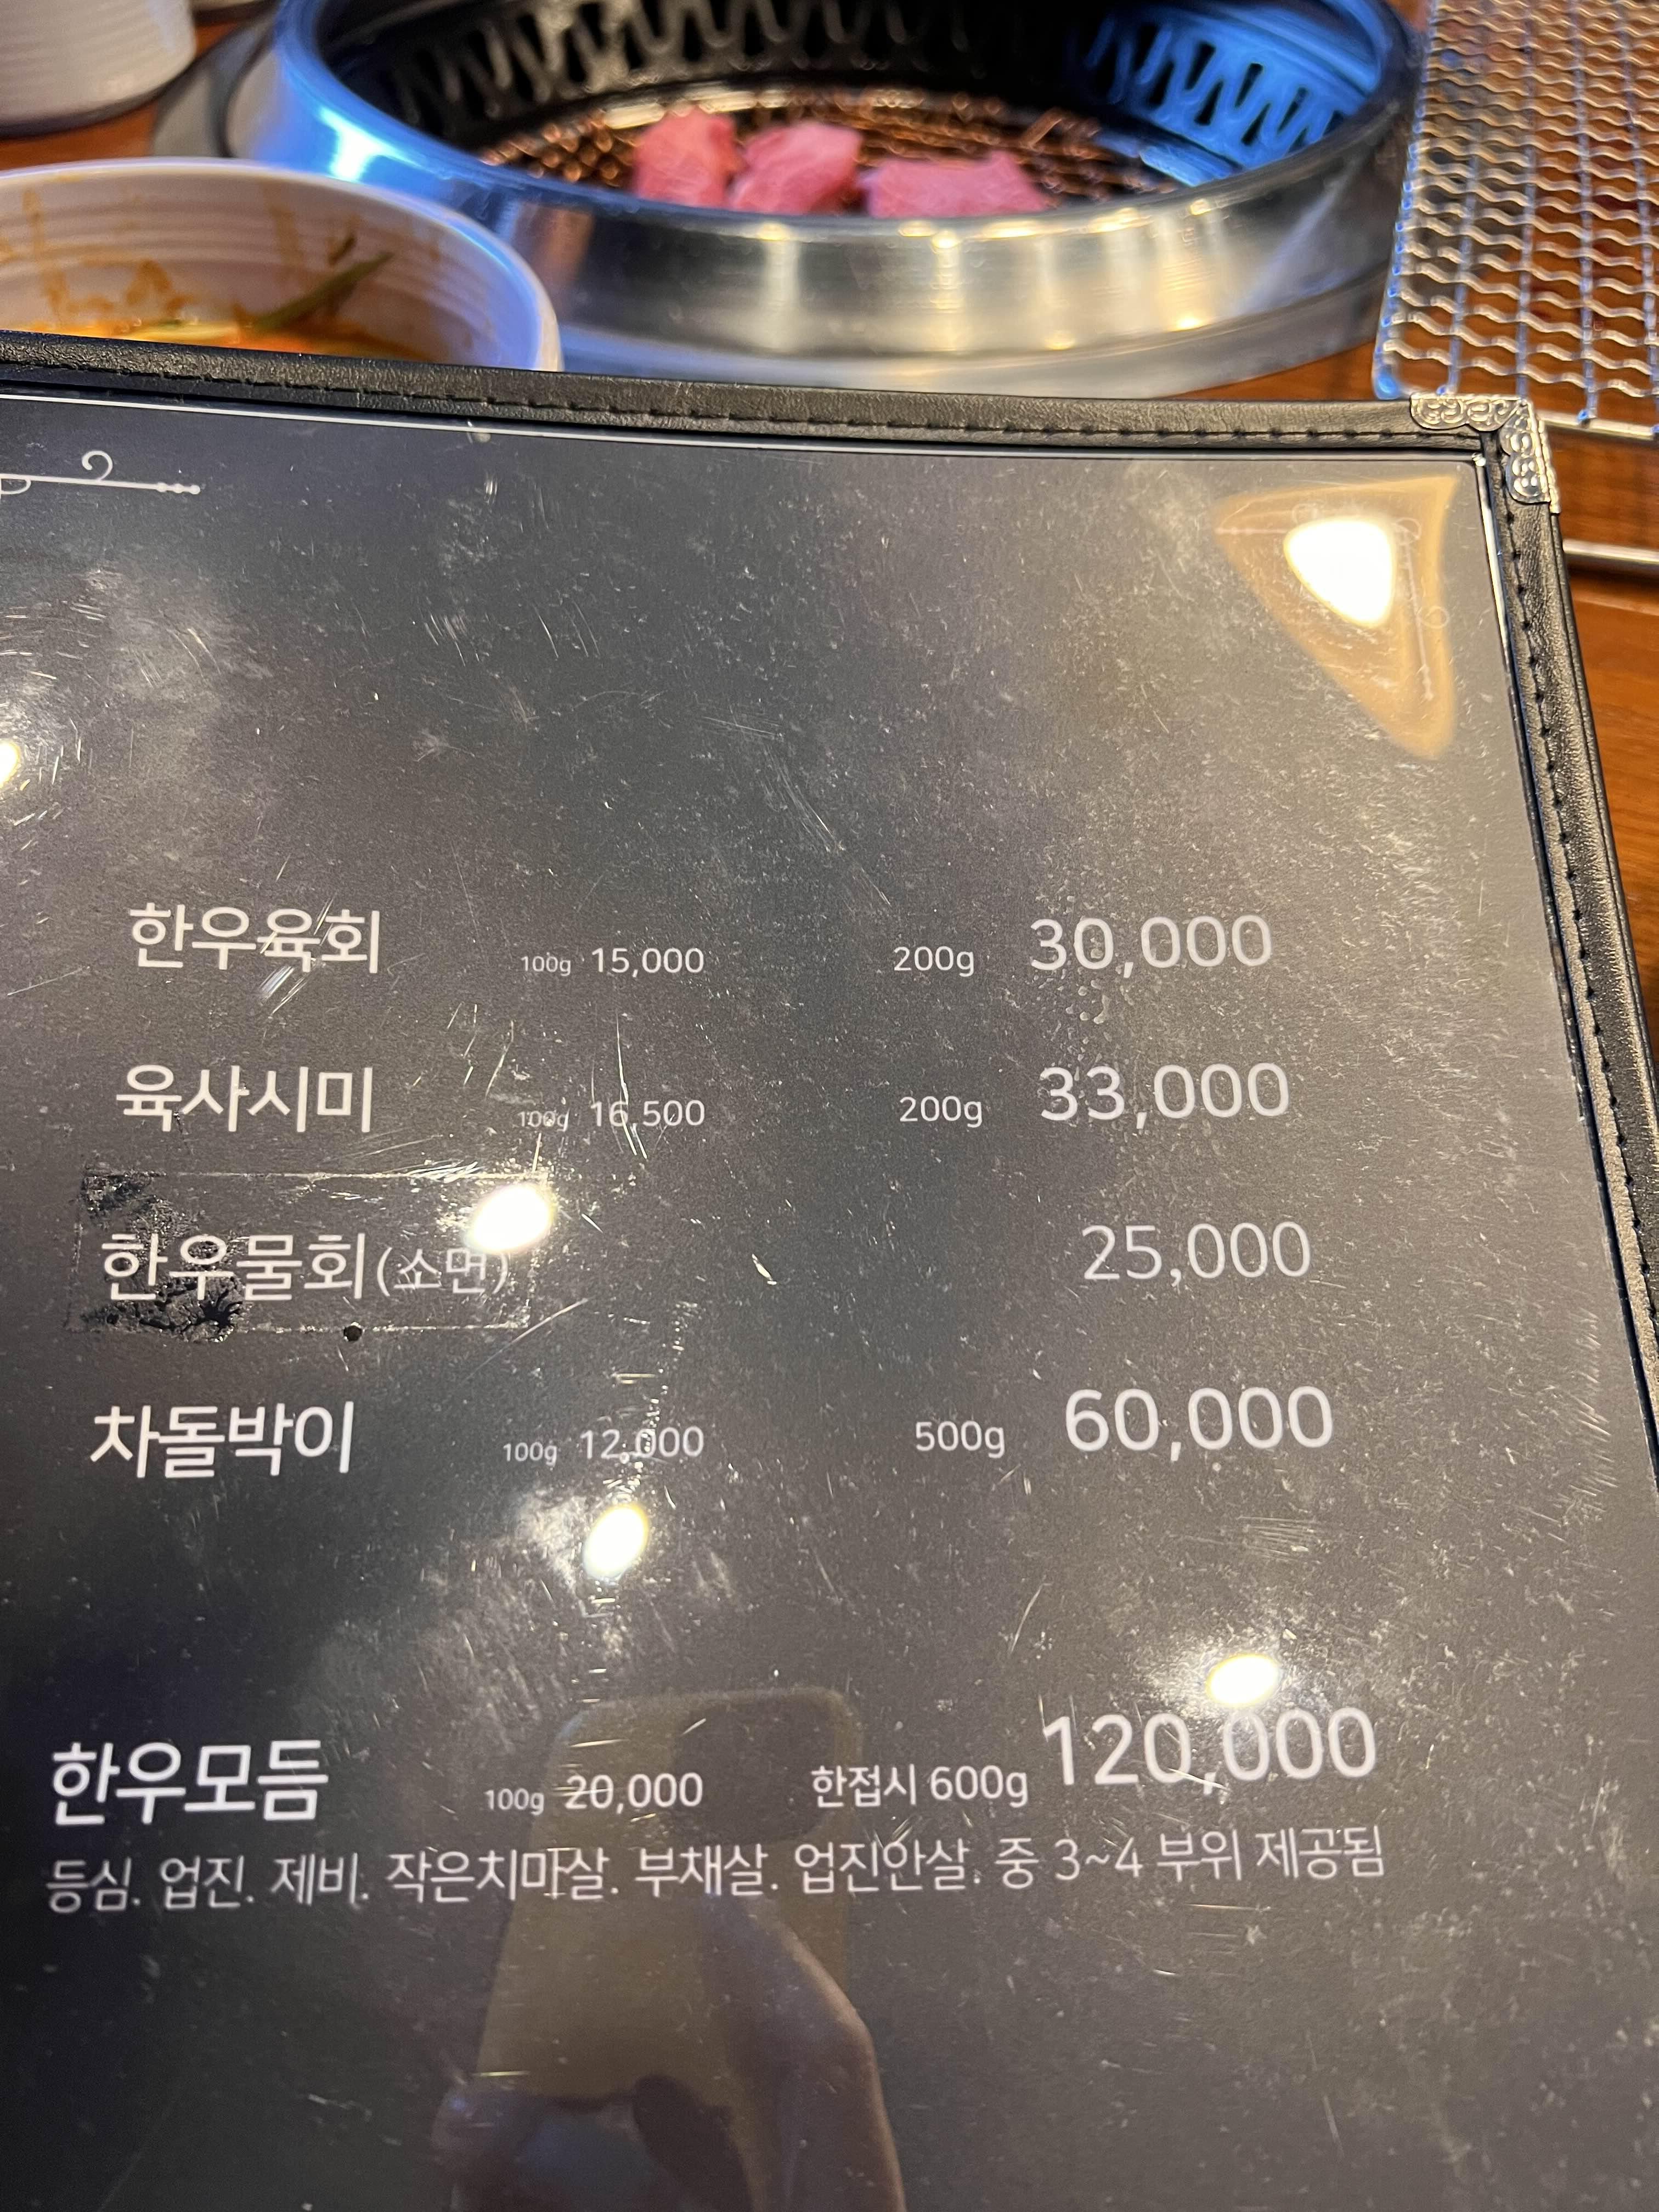 한우육회 100g 15,000 200g 30,000
육사시미 100g 16,500 200g 33,000
한우물회(소면) 25,000
차돌박이 100g 12,000 500g 60,000
한우모듬 100g 20,000 한접시 600g 120,000
등심. 업진. 제비. 작은치마살. 부채살. 업진안살. 중 3~4 부위 제공됨